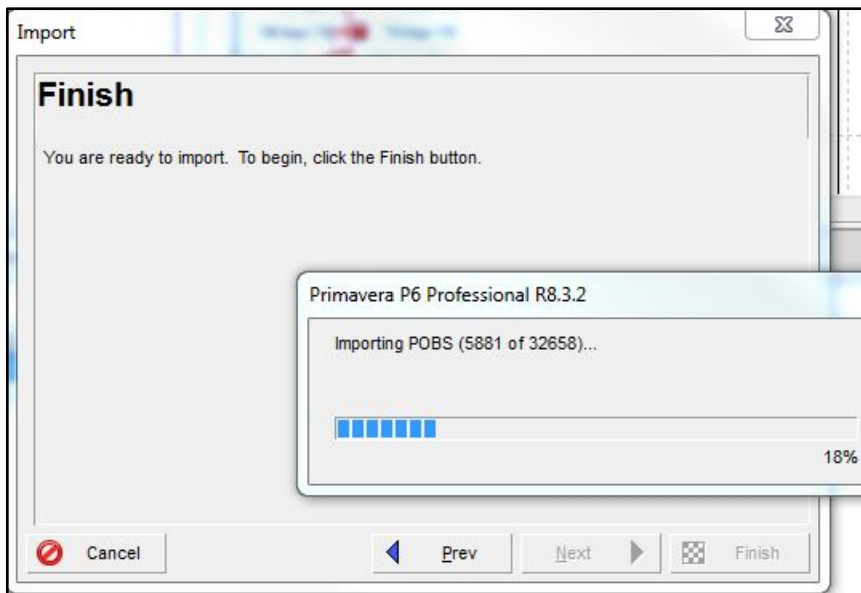 Import
Finish
You are ready to import. To begin, click the Finish button.
Primavera P6 Professional R8.3.2
Importing POBS (5881 of 32658)...
18%
Cancel
Prev
Next
Finish